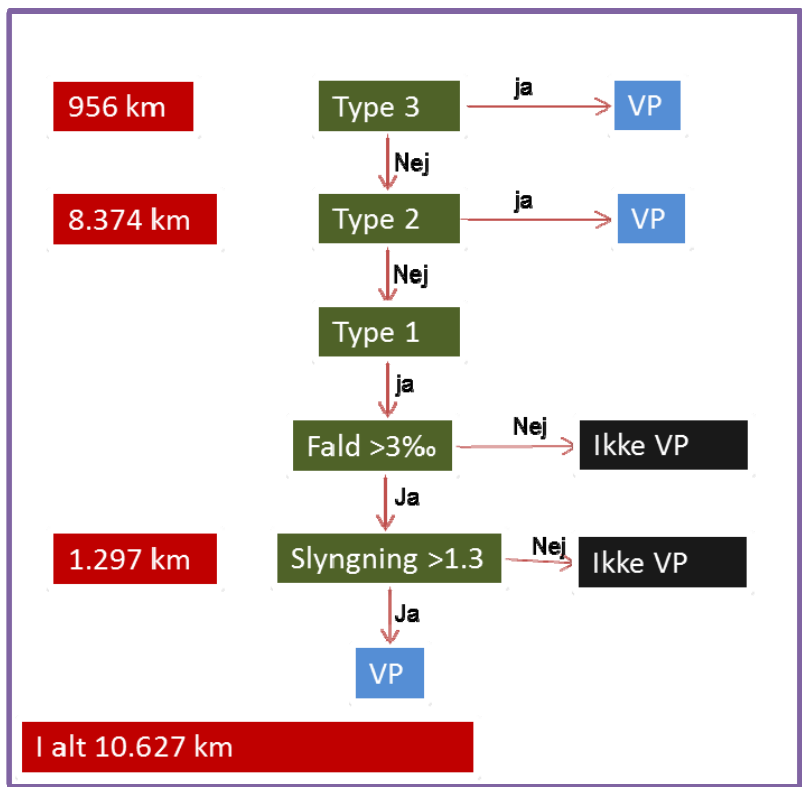 956 km
Type 3
ja
VP
Nej
8.374 km
Type 2
ja
VP
Nej
Type 1
ja
Fald >3‰
Nej
Ikke VP
Ja
1.297 km
Slyngning >1.3
Nej
Ikke VP
Ja
VP
I alt 10.627 km